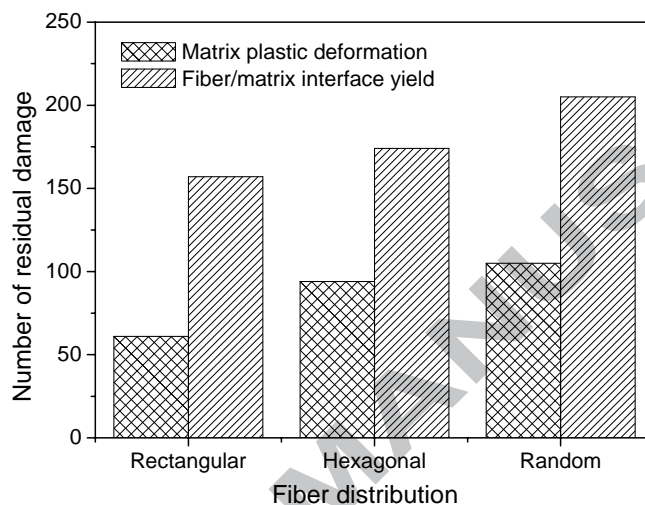 250
200
150
100
50
0
Number of residual damage
Matrix plastic deformation
Fiber/matrix interface yield
Rectangular Hexagonal Random
Fiber distribution
MANUS